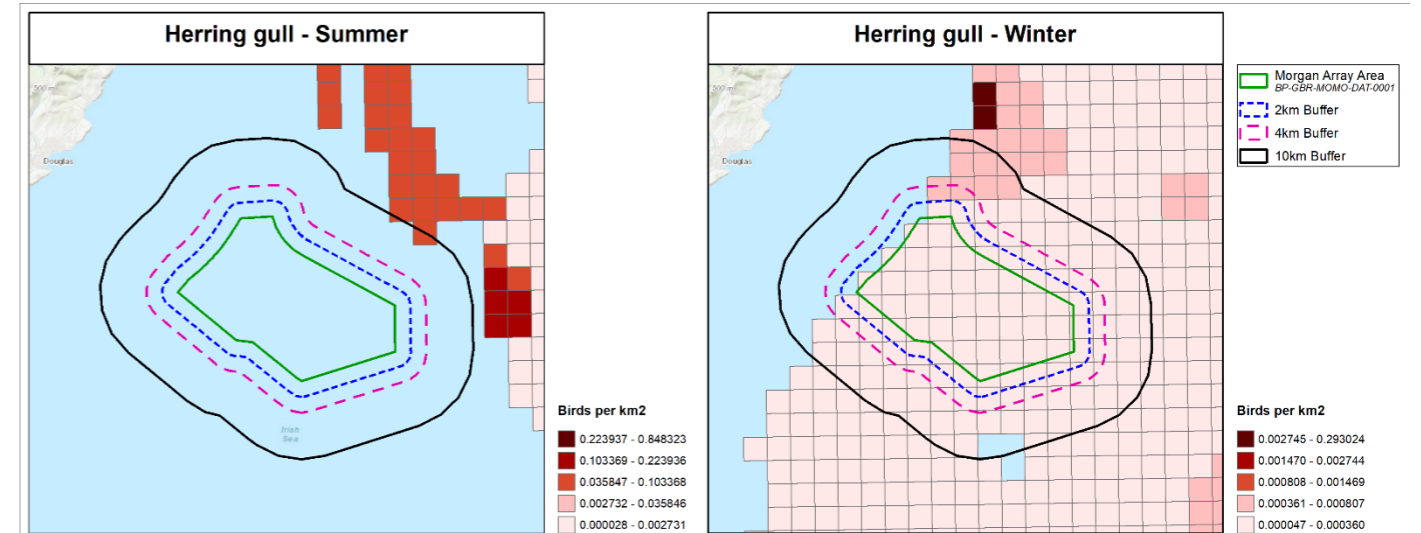 Herring gull - Summer
500 m
Douglas
Irish
Sea
Birds per km2
0.223937 - 0.848323
0.103369 - 0.223936
0.035847 - 0.103368
0.002732 - 0.035846
0.000028 - 0.002731
Herring gull - Winter
500 m
Douglas
Birds per km2
0.002745 - 0.293024
0.001470 - 0.002744
0.000808 - 0.001469
0.000361 - 0.000807
0.000047 - 0.000360
Morgan Array Area
BP-GBR-MOMO-DAT-0001
2km Buffer
4km Buffer
10km Buffer